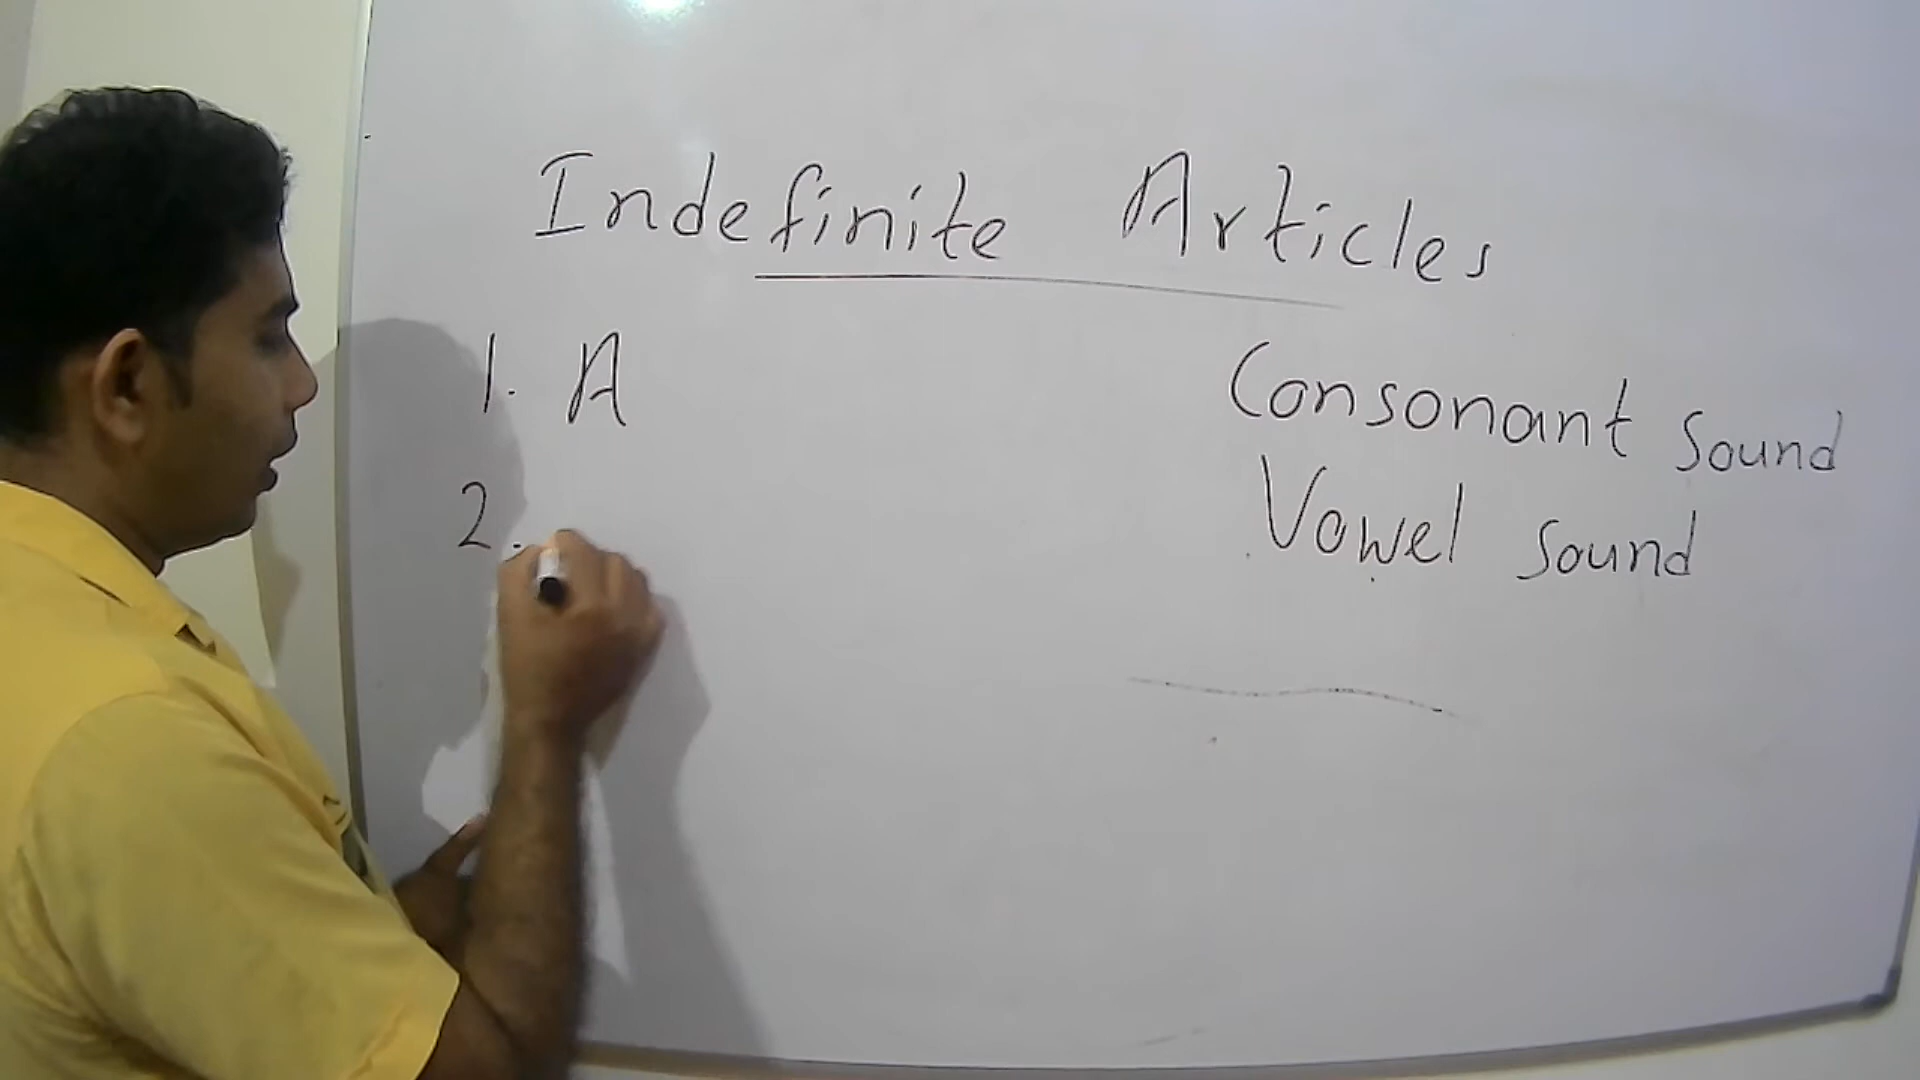 Indefinite Articles
1. A
Consonant Sound
2.
Vowel Sound